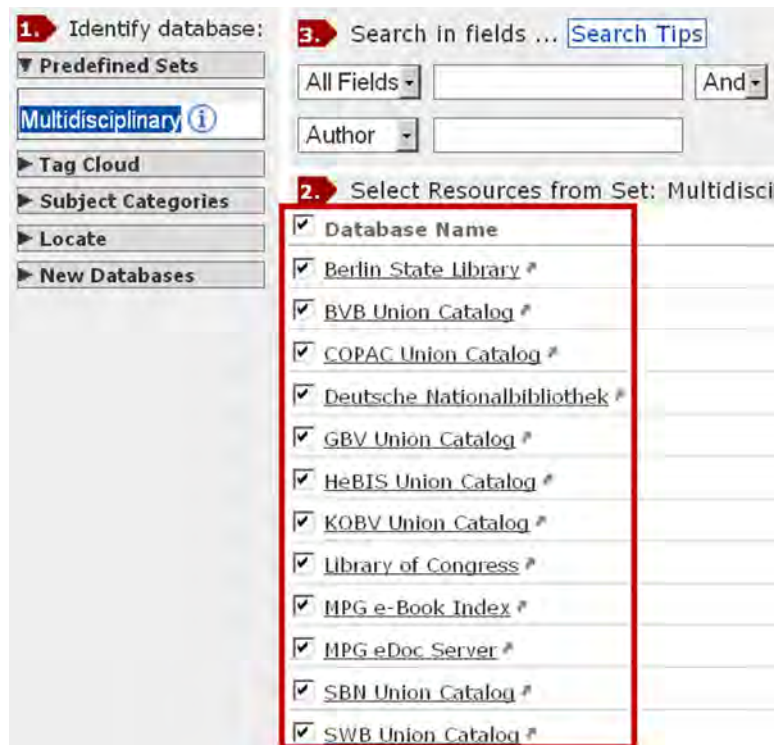 1. Identify database:
▼ Predefined Sets
Multidisciplinary i
▶ Tag Cloud
▶ Subject Categories
▶ Locate
▶ New Databases
3. Search in fields ... Search Tips
All Fields And
Author
2. Select Resources from Set: Multidisci
Database Name
Berlin State Library
BVB Union Catalog
COPAC Union Catalog
Deutsche Nationalbibliothek
GBV Union Catalog
HeBIS Union Catalog
KOBV Union Catalog
Library of Congress
MPG e-Book Index
MPG eDoc Server
SBN Union Catalog
SWB Union Catalog